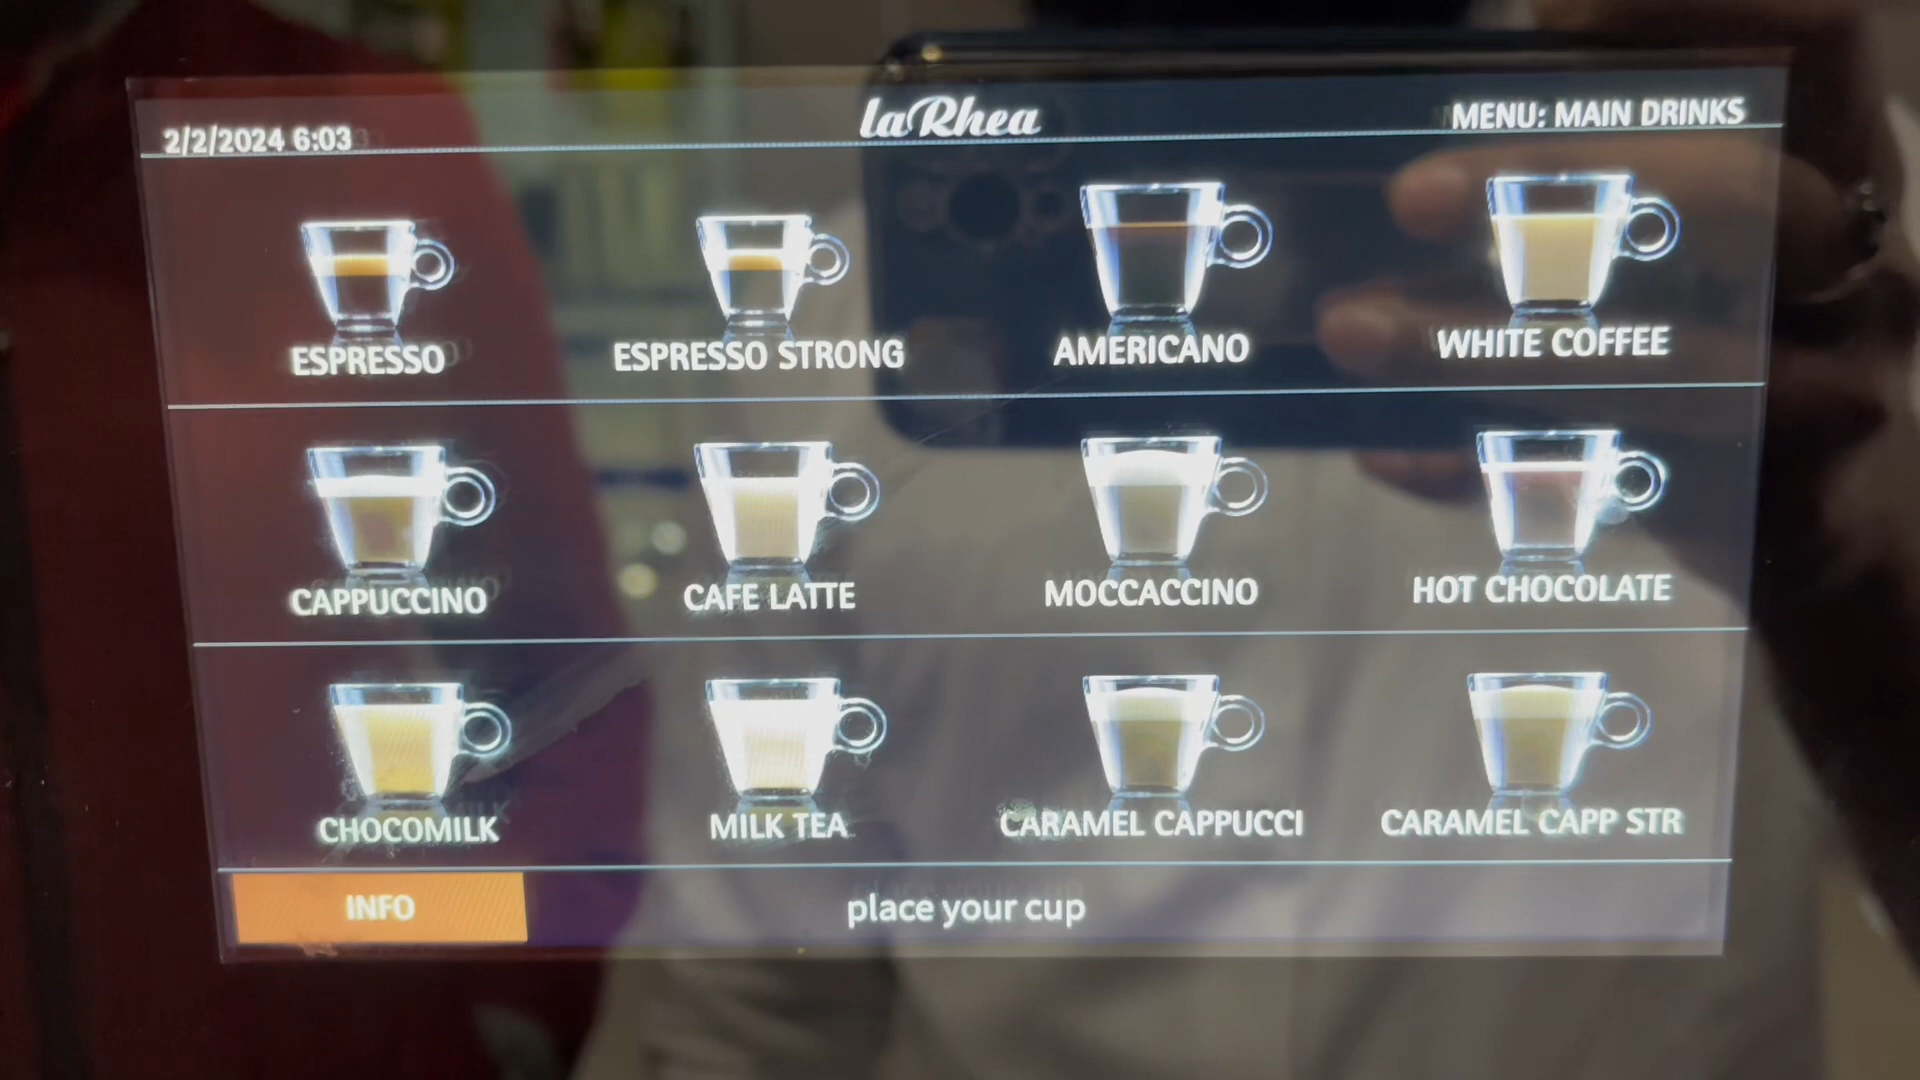 2/2/2024 6:03
laRhea
MENU: MAIN DRINKS
ESPRESSO
ESPRESSO STRONG
AMERICANO
WHITE COFFEE
CAPPUCCINO
CAFE LATTE
MOCCACCINO
HOT CHOCOLATE
CHOCOMILK
MILK TEA
CARAMEL CAPPUCCI
CARAMEL CAPP STR
INFO
place your cup